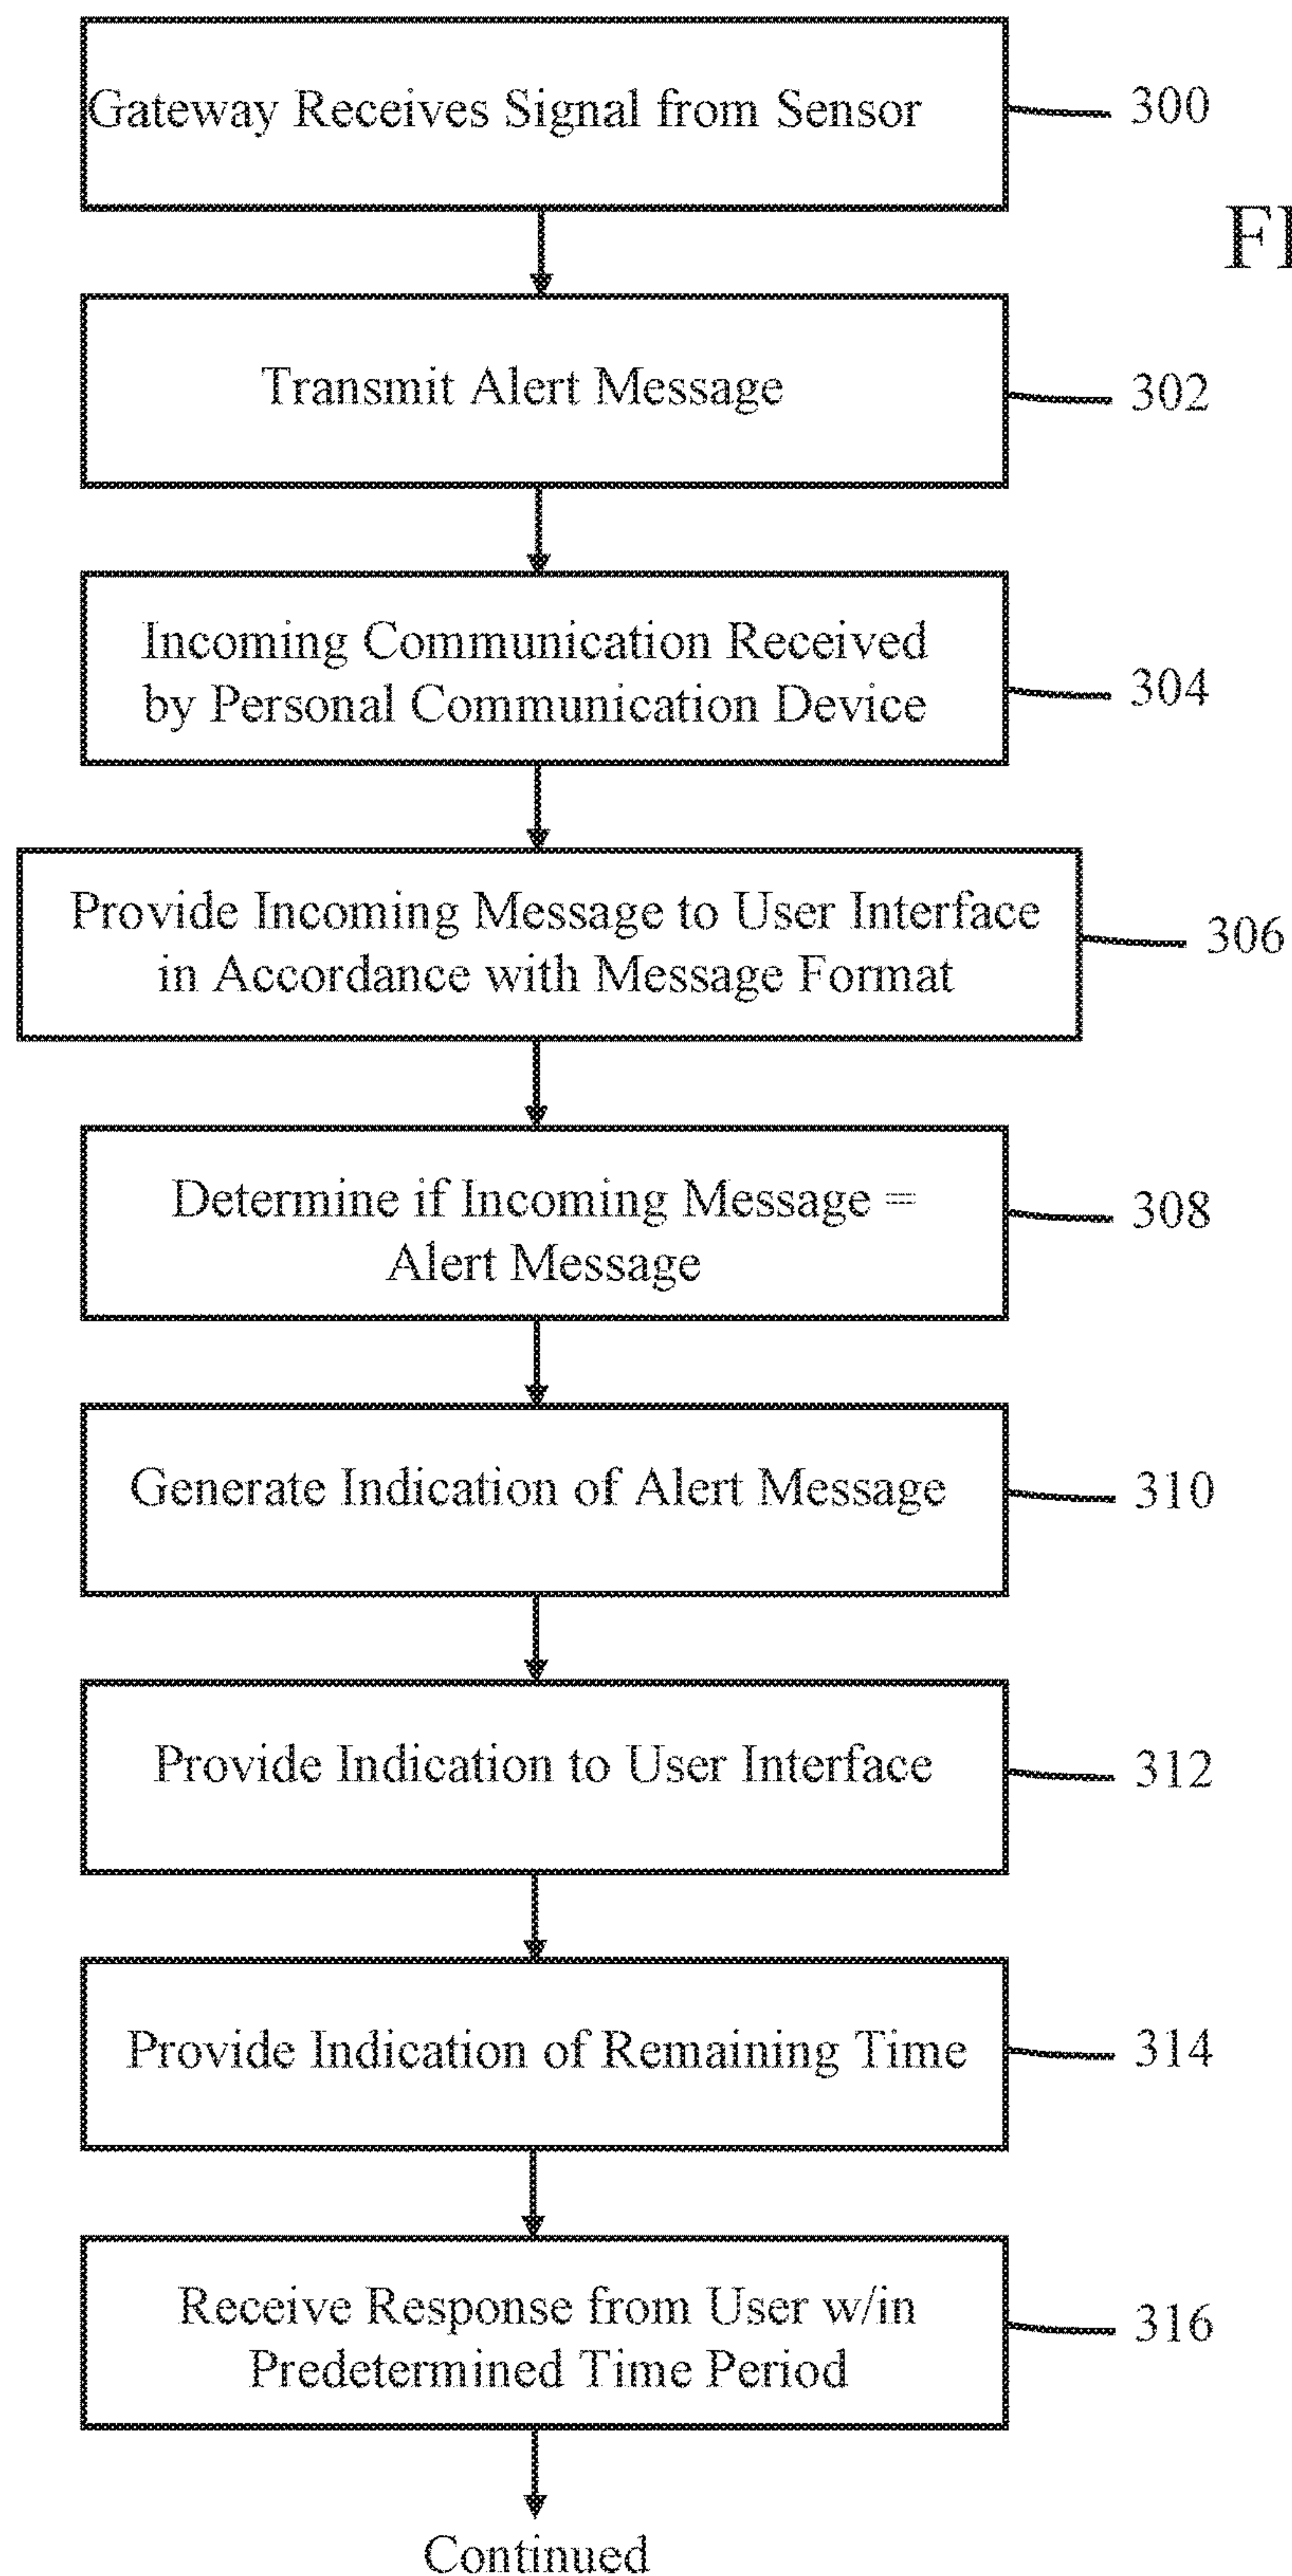 Gateway Receives Signal from Sensor
300
FI
Transmit Alert Message
302
Incoming Communication Received
by Personal Communication Device
304
Provide Incoming Message to User Interface
in Accordance with Message Format
306
Determine if Incoming Message =
Alert Message
308
Generate Indication of Alert Message
310
Provide Indication to User Interface
312
Provide Indication of Remaining Time
314
Receive Response from User w/in
Predetermined Time Period
316
Continued